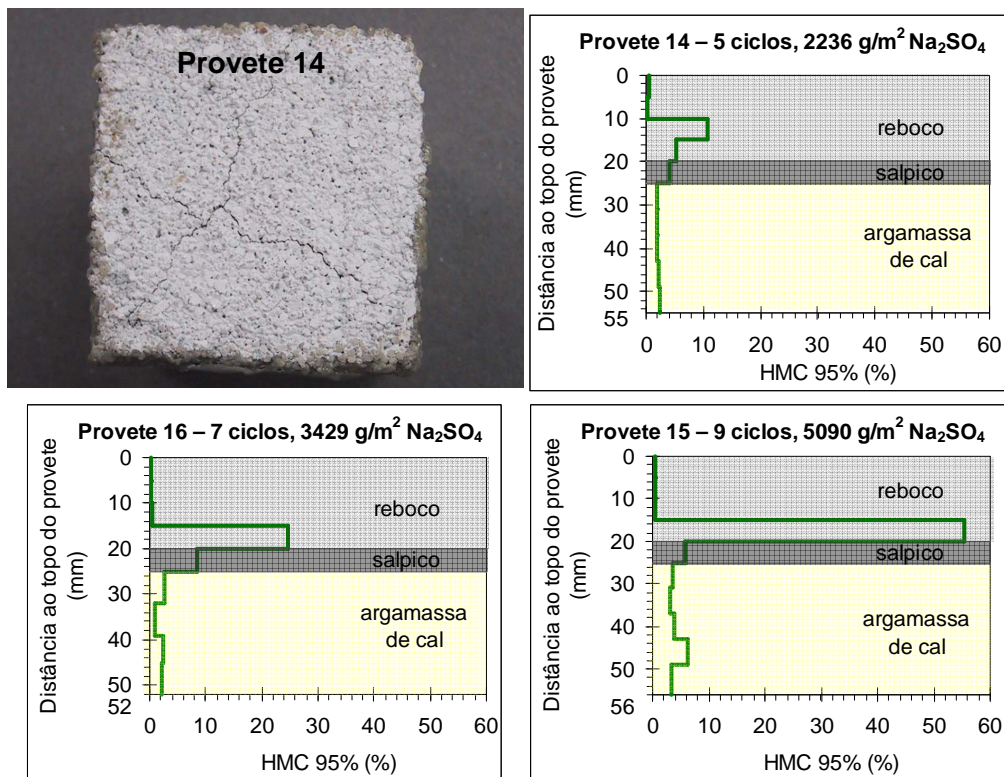 Provete 14
Provete 14 – 5 ciclos, 2236 g/m² Na₂SO₄
0
10
20
30
40
50
55
Distância ao topo do provete
(mm)
reboco
salpico
argamassa
de cal
0 10 20 30 40 50 60
HMC 95% (%)
Provete 16 – 7 ciclos, 3429 g/m² Na₂SO₄
0
10
20
30
40
50
52
Distância ao topo do provete
(mm)
reboco
salpico
argamassa
de cal
0 10 20 30 40 50 60
HMC 95% (%)
Provete 15 – 9 ciclos, 5090 g/m² Na₂SO₄
0
10
20
30
40
50
56
Distância ao topo do provete
(mm)
reboco
salpico
argamassa
de cal
0 10 20 30 40 50 60
HMC 95% (%)